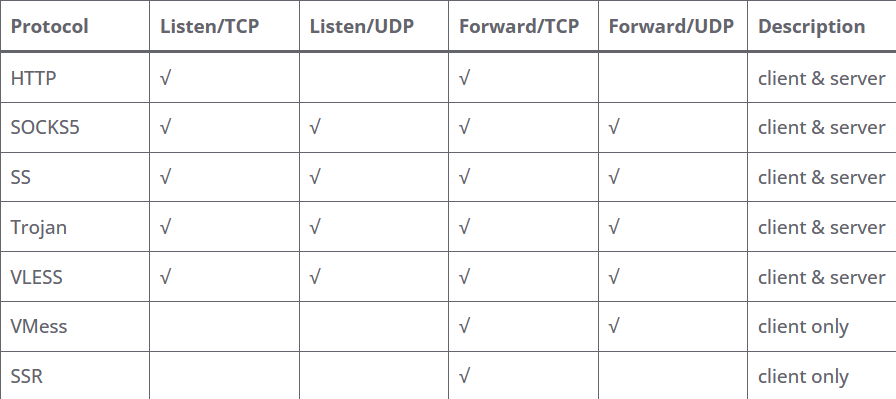 Protocol Listen/TCP Listen/UDP Forward/TCP Forward/UDP Description
HTTP √ √ client & server
SOCKS5 √ √ √ √ client & server
SS √ √ √ √ client & server
Trojan √ √ √ √ client & server
VLESS √ √ √ √ client & server
VMess √ √ client only
SSR √ client only